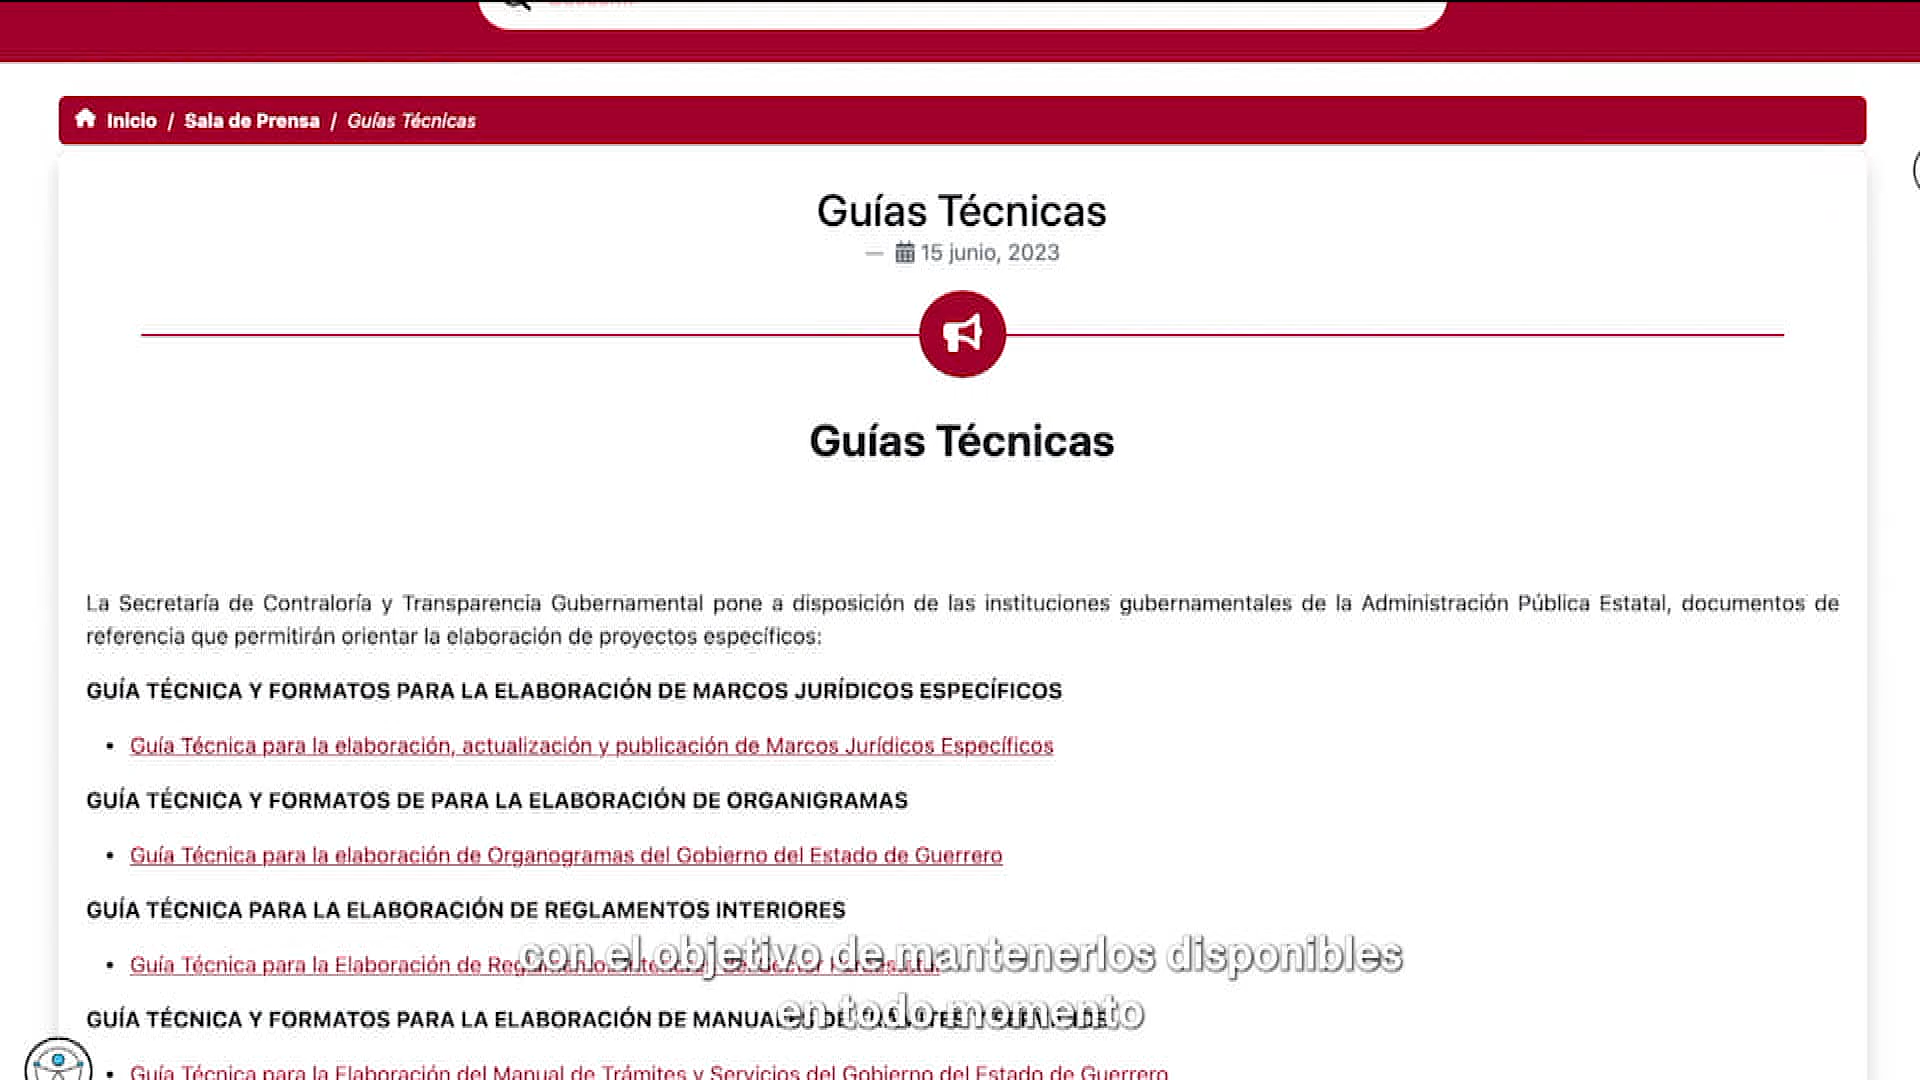 Inicio / Sala de Prensa / Guías Técnicas
Guías Técnicas
— 15 junio, 2023
Guías Técnicas
La Secretaría de Contraloría y Transparencia Gubernamental pone a disposición de las instituciones gubernamentales de la Administración Pública Estatal, documentos de
referencia que permitirán orientar la elaboración de proyectos específicos:
GUÍA TÉCNICA Y FORMATOS PARA LA ELABORACIÓN DE MARCOS JURÍDICOS ESPECÍFICOS
• Guía Técnica para la elaboración, actualización y publicación de Marcos Jurídicos Específicos
GUÍA TÉCNICA Y FORMATOS DE PARA LA ELABORACIÓN DE ORGANIGRAMAS
• Guía Técnica para la elaboración de Organogramas del Gobierno del Estado de Guerrero
GUÍA TÉCNICA PARA LA ELABORACIÓN DE REGLAMENTOS INTERIORES
• Guía Técnica para la Elaboración de
con el objetivo de mantenerlos disponibles
en todo momento
GUÍA TÉCNICA Y FORMATOS PARA LA ELABORACIÓN DE MANUALES DE
• Guía Técnica para la Elaboración del Manual de Trámites y Servicios del Gobierno del Estado de Guerrero